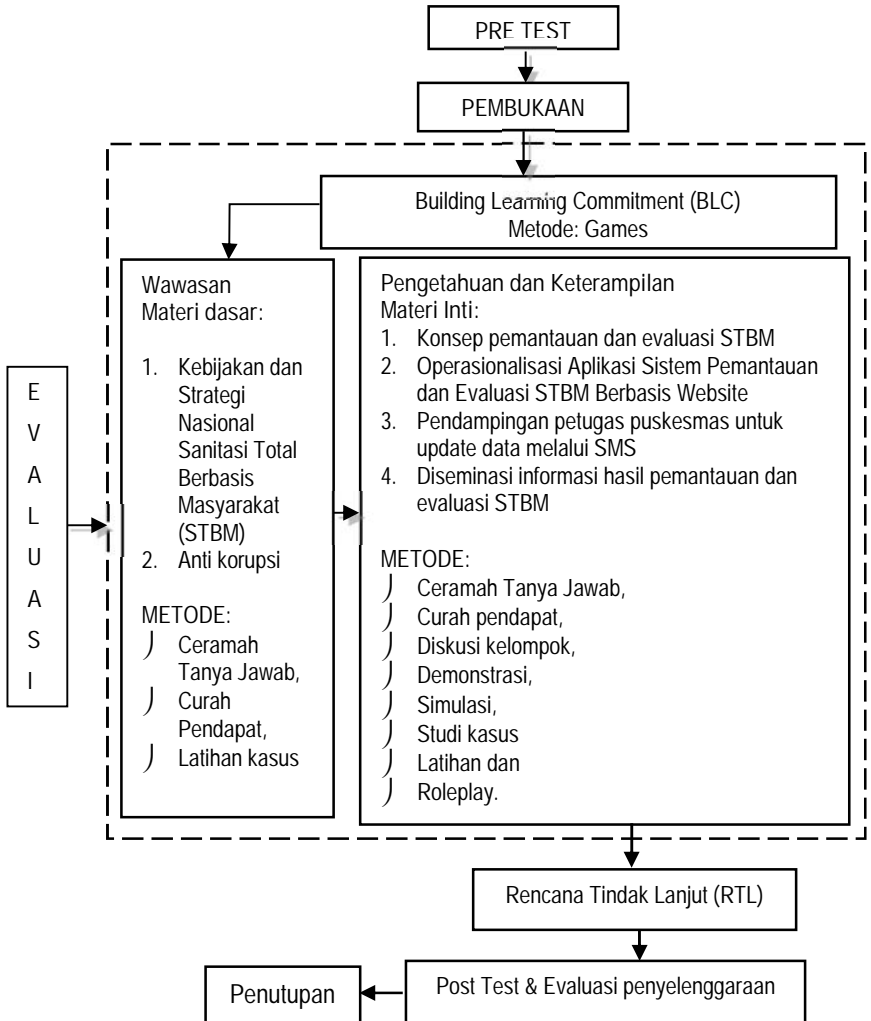 PRE TEST
PEMBUKAAN
Building Learning Commitment (BLC)
Metode: Games
E
V
A
L
U
A
S
I
Wawasan
Materi dasar:
1. Kebijakan dan
Strategi
Nasional
Sanitasi Total
Berbasis
Masyarakat
(STBM)
2. Anti korupsi
METODE:
⟯ Ceramah
Tanya Jawab,
⟯ Curah
Pendapat,
⟯ Latihan kasus
Pengetahuan dan Keterampilan
Materi Inti:
1. Konsep pemantauan dan evaluasi STBM
2. Operasionalisasi Aplikasi Sistem Pemantauan
dan Evaluasi STBM Berbasis Website
3. Pendampingan petugas puskesmas untuk
update data melalui SMS
4. Diseminasi informasi hasil pemantauan dan
evaluasi STBM
METODE:
⟯ Ceramah Tanya Jawab,
⟯ Curah pendapat,
⟯ Diskusi kelompok,
⟯ Demonstrasi,
⟯ Simulasi,
⟯ Studi kasus
⟯ Latihan dan
⟯ Roleplay.
Rencana Tindak Lanjut (RTL)
Post Test & Evaluasi penyelenggaraan
Penutupan